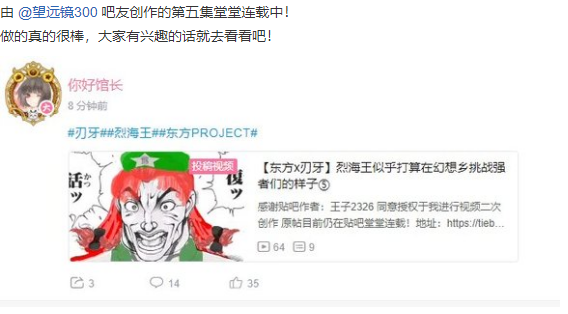 由 @望远镜300 吧友创作的第五集堂堂连载中！
做的真的很棒，大家有兴趣的话就去看看吧！
你好馆长
8 分钟前
#刃牙##烈海王##东方PROJECT#
投稿视频
活ッ
かつ
復ッ
【东方x刃牙】烈海王似乎打算在幻想乡挑战强
者们的样子⑤
感谢贴吧作者：王子2326 同意授权于我进行视频二次
创作 原帖目前仍在贴吧堂堂连载！地址：https://tieb...
64 9
3 14 35